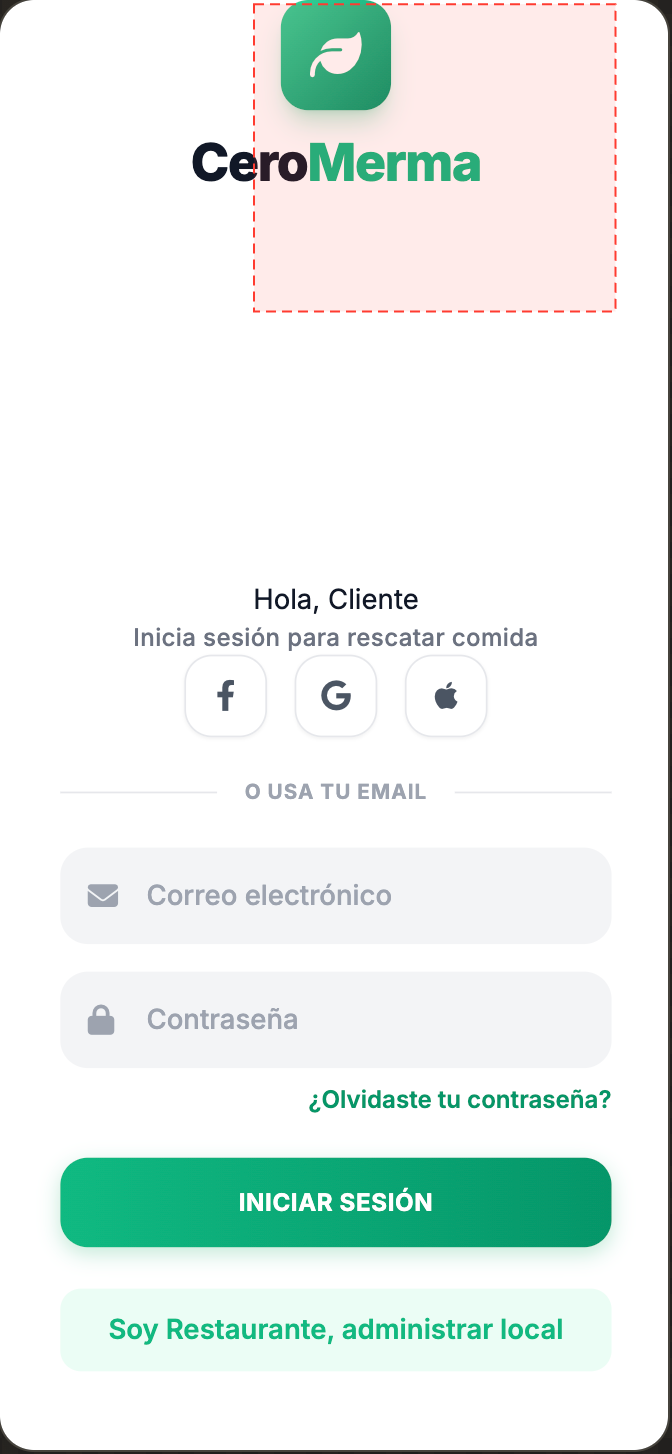 CeroMerma
Hola, Cliente
Inicia sesión para rescatar comida
O USA TU EMAIL
Correo electrónico
Contraseña
¿Olvidaste tu contraseña?
INICIAR SESIÓN
Soy Restaurante, administrar local